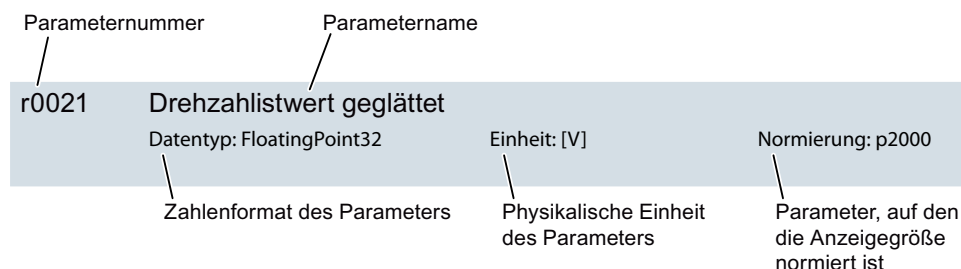 Parameternummer Parametername
r0021 Drehzahlistwert geglättet
Datentyp: FloatingPoint32 Einheit: [V] Normierung: p2000
Zahlenformat des Parameters Physikalische Einheit Parameter, auf den
des Parameters die Anzeigegröße
normiert ist